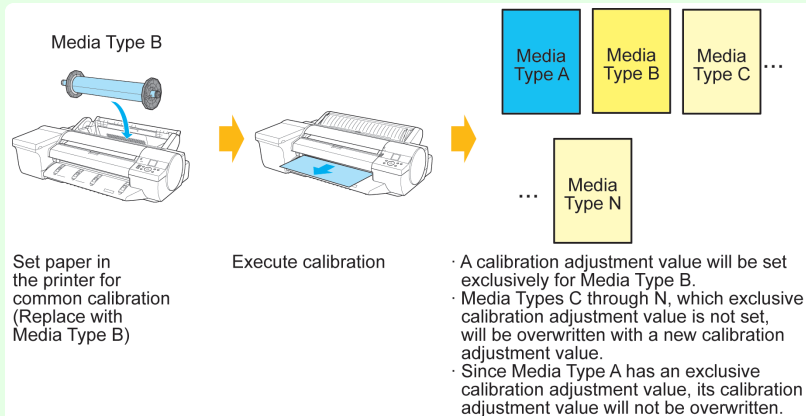 Media Type B
Media
Type A
Media
Type B
Media
Type C
...
...
Media
Type N
Set paper in
the printer for
common calibration
(Replace with
Media Type B)
Execute calibration
· A calibration adjustment value will be set
exclusively for Media Type B.
· Media Types C through N, which exclusive
calibration adjustment value is not set,
will be overwritten with a new calibration
adjustment value.
· Since Media Type A has an exclusive
calibration adjustment value, its calibration
adjustment value will not be overwritten.